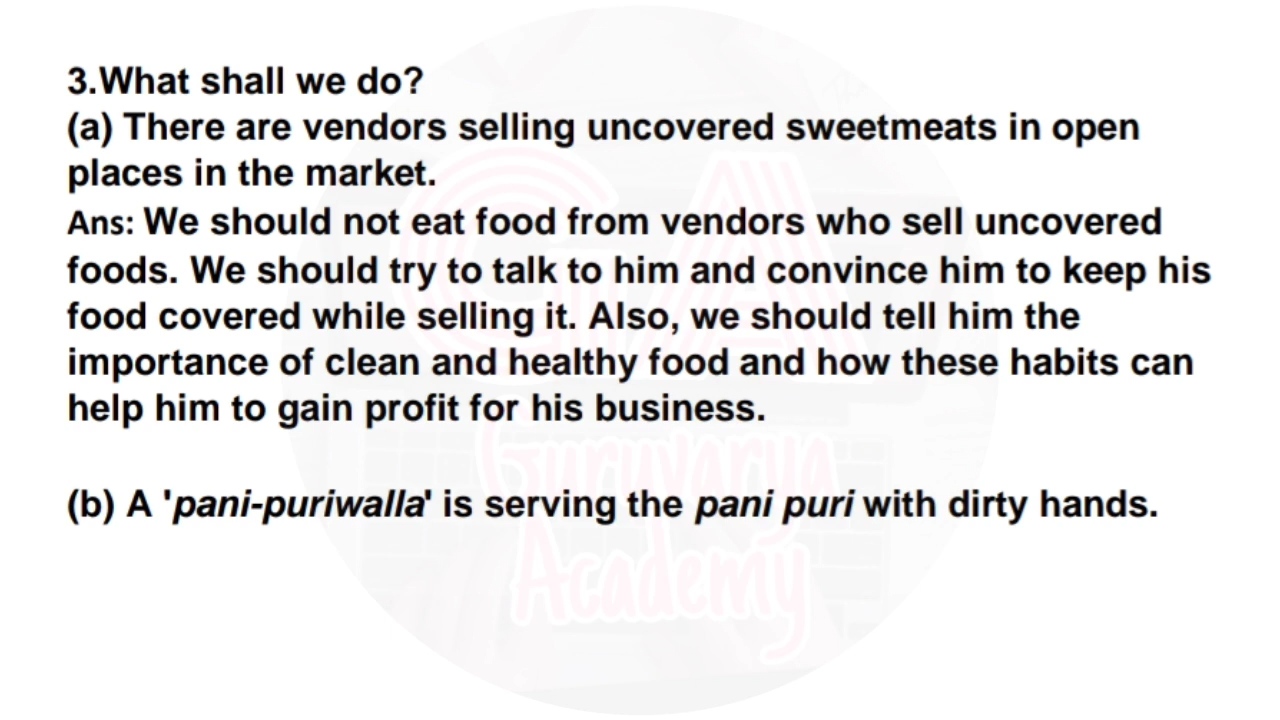 3.What shall we do?
(a) There are vendors selling uncovered sweetmeats in open
places in the market.
Ans: We should not eat food from vendors who sell uncovered
foods. We should try to talk to him and convince him to keep his
food covered while selling it. Also, we should tell him the
importance of clean and healthy food and how these habits can
help him to gain profit for his business.
(b) A 'pani-puriwalla' is serving the pani puri with dirty hands.
GA
Guruvarya
Academy